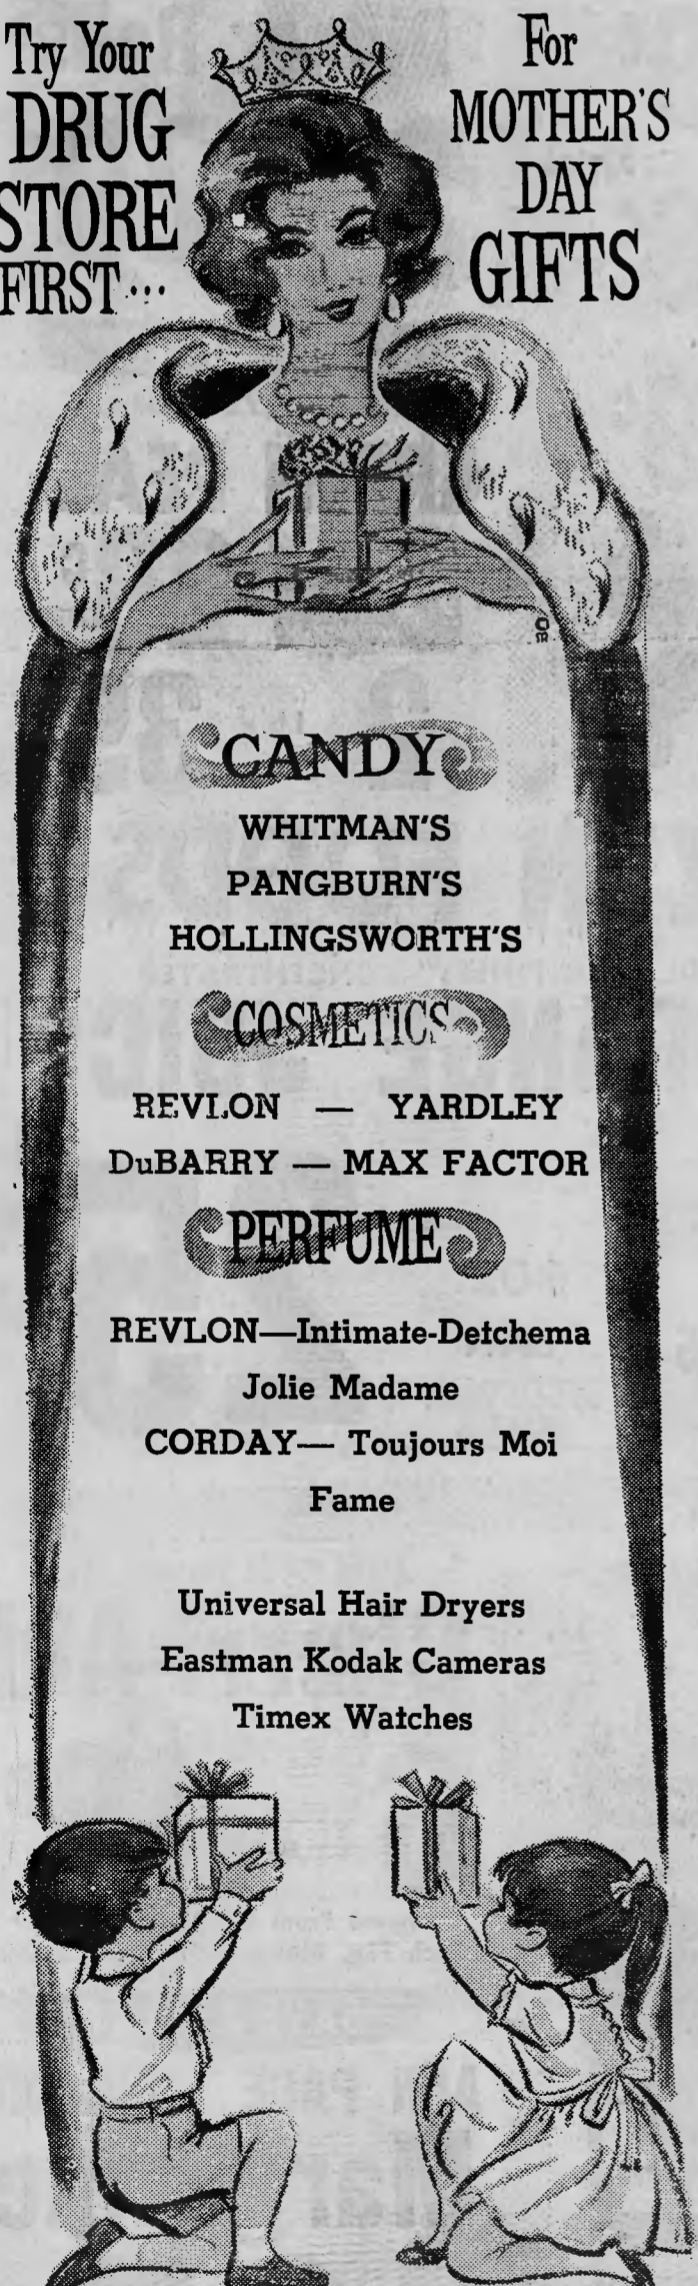 Try Your
DRUG
STORE
FIRST...
For
MOTHER'S
DAY
GIFTS
CANDY
WHITMAN'S
PANGBURN'S
HOLLINGSWORTH'S
COSMETICS
REVLON — YARDLEY
DuBARRY — MAX FACTOR
PERFUME
REVLON—Intimate-Detchema
Jolie Madame
CORDAY— Toujours Moi
Fame
Universal Hair Dryers
Eastman Kodak Cameras
Timex Watches